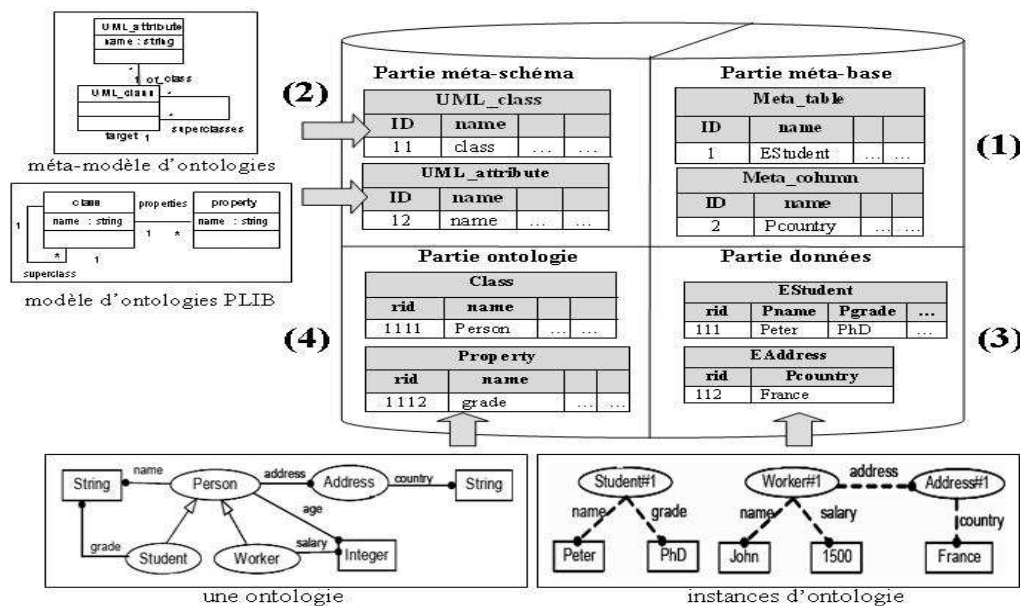 UML_attribute
name : string
*
1 of_class
UML_class
*
*
superclasses
target 1
méta-modèle d'ontologies
class
name : string
properties
property
name : string
1
1
*
*
1
superclass
modèle d'ontologies PLIB
(2)
Partie méta-schéma
UML_class
ID name
11 class ... ...
UML_attribute
ID name
12 name ... ...
Partie méta-base
Meta_table
ID name
1 EStudent ... ...
Meta_column
ID name
2 Pcountry ... ...
(1)
(4)
Partie ontologie
Class
rid name
1111 Person ... ...
Property
rid name
1112 grade ... ...
Partie données
EStudent
rid Pname Pgrade ...
111 Peter PhD ...
EAddress
rid Pcountry
112 France
(3)
String name Person address Address country String
age
grade Student Worker salary Integer
une ontologie
Student#1 Worker#1 address Address#1
name grade name salary country
Peter PhD John 1500 France
instances d'ontologie